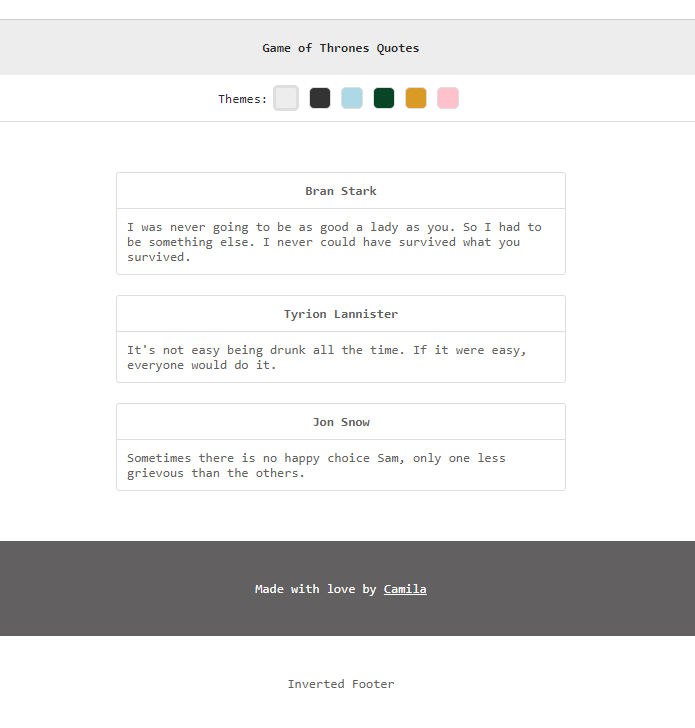 Game of Thrones Quotes
Themes:
Bran Stark
I was never going to be as good a lady as you. So I had to
be something else. I never could have survived what you
survived.
Tyrion Lannister
It's not easy being drunk all the time. If it were easy,
everyone would do it.
Jon Snow
Sometimes there is no happy choice Sam, only one less
grievous than the others.
Made with love by Camila
Inverted Footer